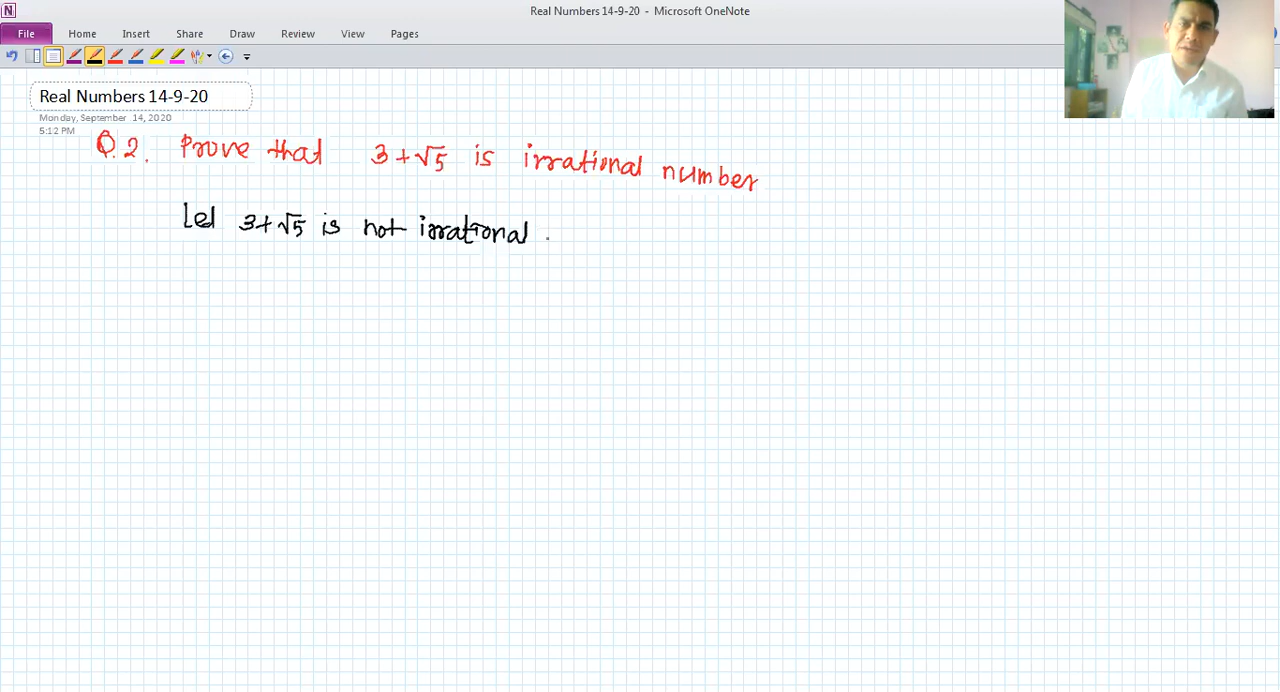 Real Numbers 14-9-20 - Microsoft OneNote
File Home Insert Share Draw Review View Pages
Real Numbers 14-9-20
Monday, September 14, 2020
5:12 PM
Q.2. Prove that 3+√5 is irrational number
Let 3+√5 is not irrational.